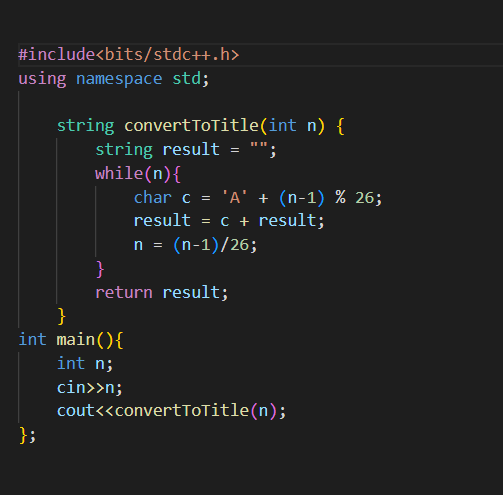 #include<bits/stdc++.h>
using namespace std;
string convertToTitle(int n) {
string result = "";
while(n){
char c = 'A' + (n-1) % 26;
result = c + result;
n = (n-1)/26;
}
return result;
}
int main(){
int n;
cin>>n;
cout<<convertToTitle(n);
};